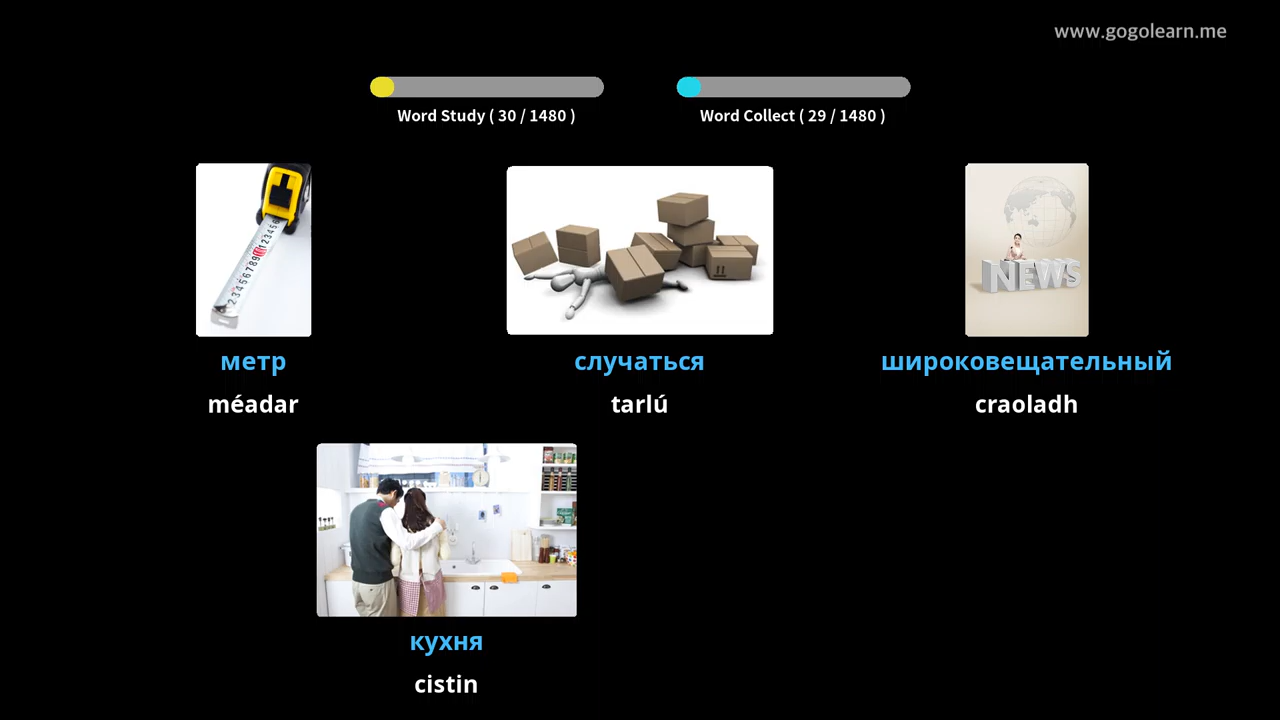 www.gogolearn.me
Word Study ( 30 / 1480 )
Word Collect ( 29 / 1480 )
NEWS
метр
méadar
случаться
tarlú
широковещательный
craoladh
кухня
cistin